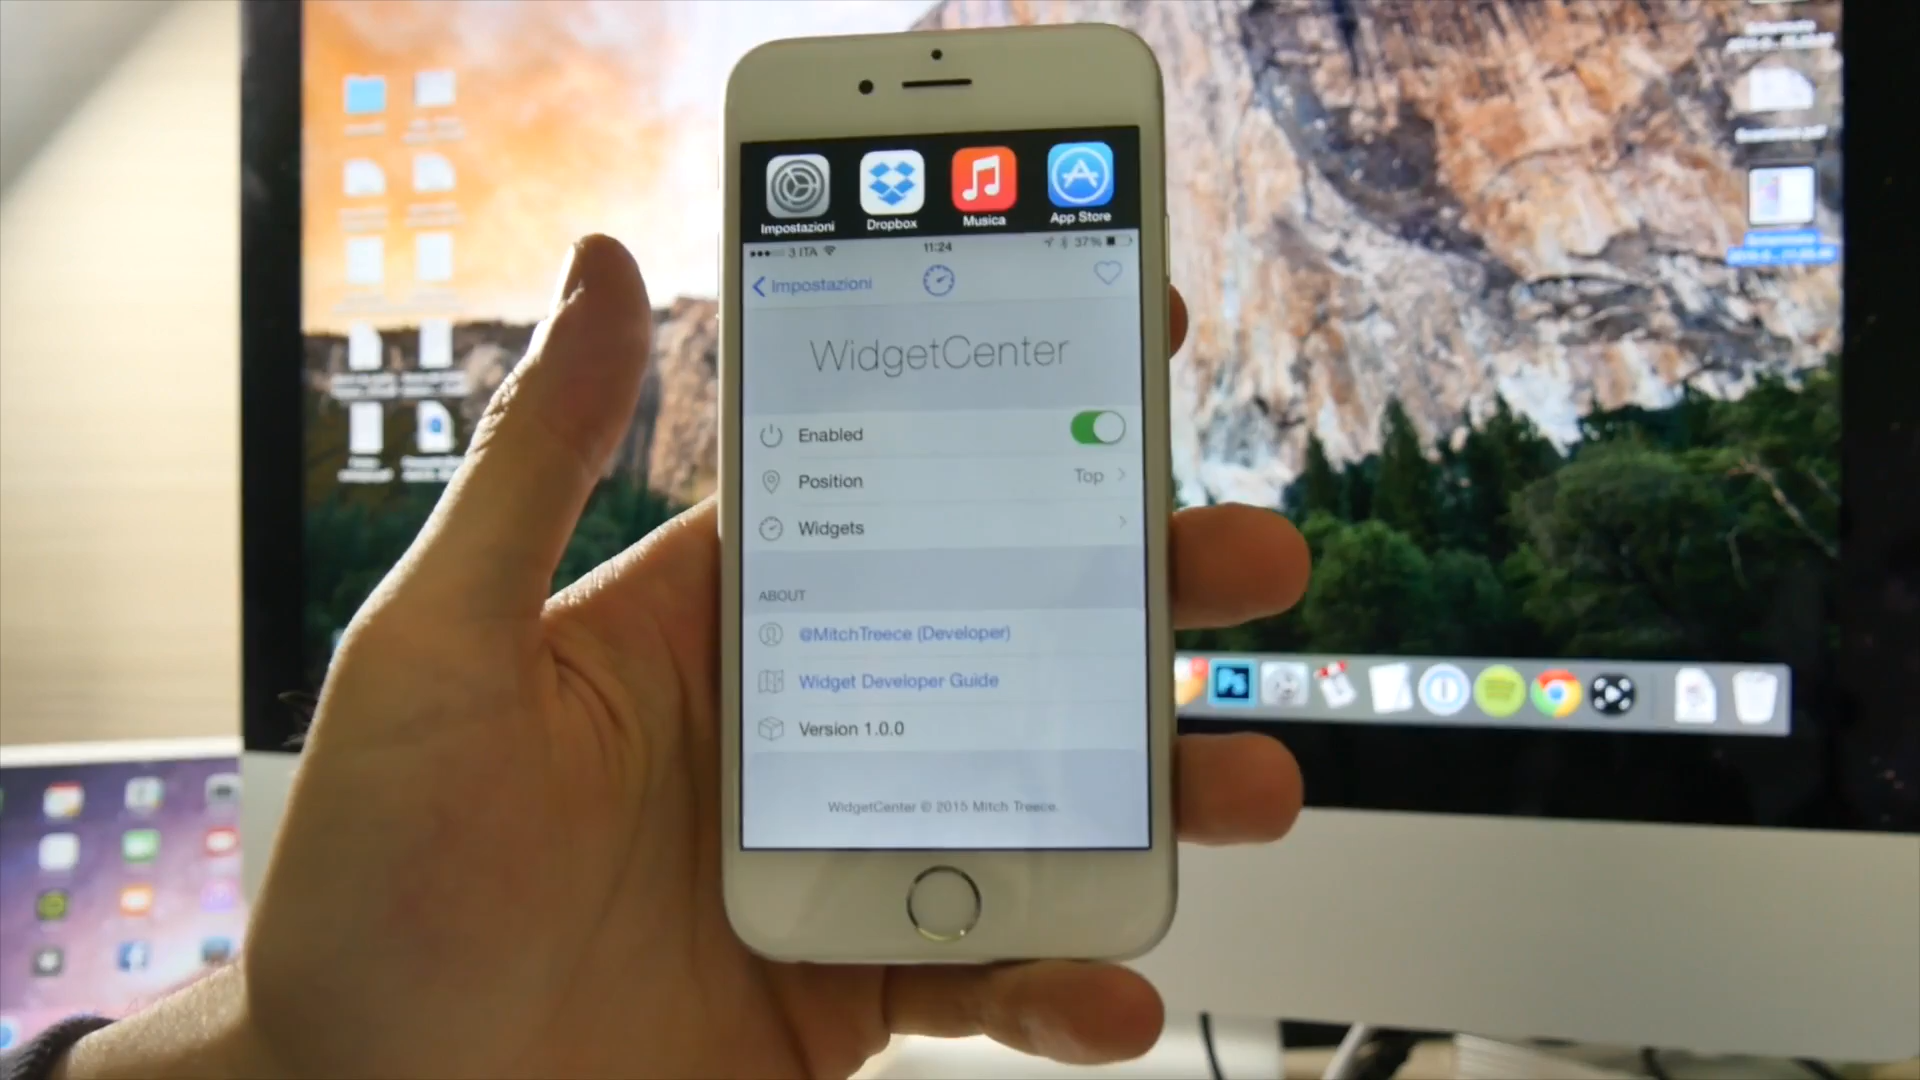 Impostazioni
Dropbox
Musica
App Store
3 ITA
11:24
37%
Impostazioni
WidgetCenter
Enabled
Position
Top
Widgets
ABOUT
@MitchTreece (Developer)
Widget Developer Guide
Version 1.0.0
WidgetCenter © 2015 Mitch Treece.
Ps